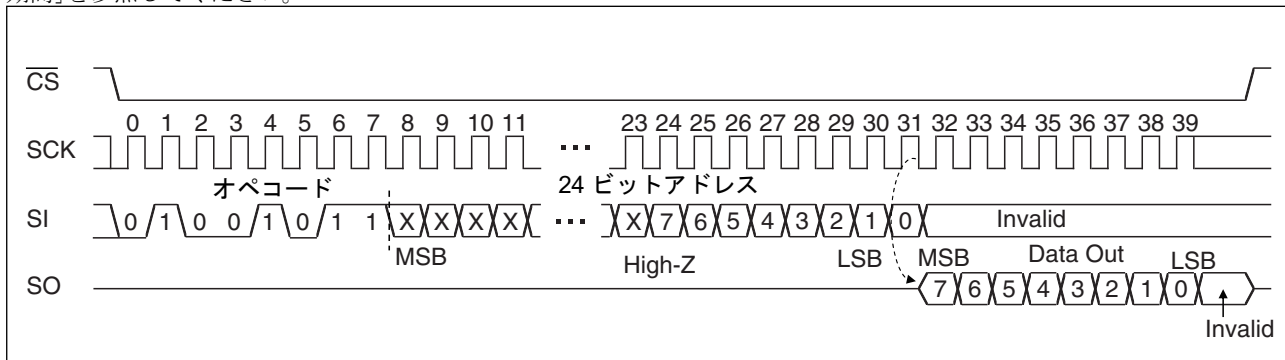 期間」を参照してください。
CS
0 1 2 3 4 5 6 7 8 9 10 11 23 24 25 26 27 28 29 30 31 32 33 34 35 36 37 38 39
SCK ...
オペコード 24 ビットアドレス
SI 0 1 0 0 1 0 1 1 X X X X ... X 7 6 5 4 3 2 1 0 Invalid
MSB High-Z LSB MSB Data Out LSB
SO 7 6 5 4 3 2 1 0
Invalid